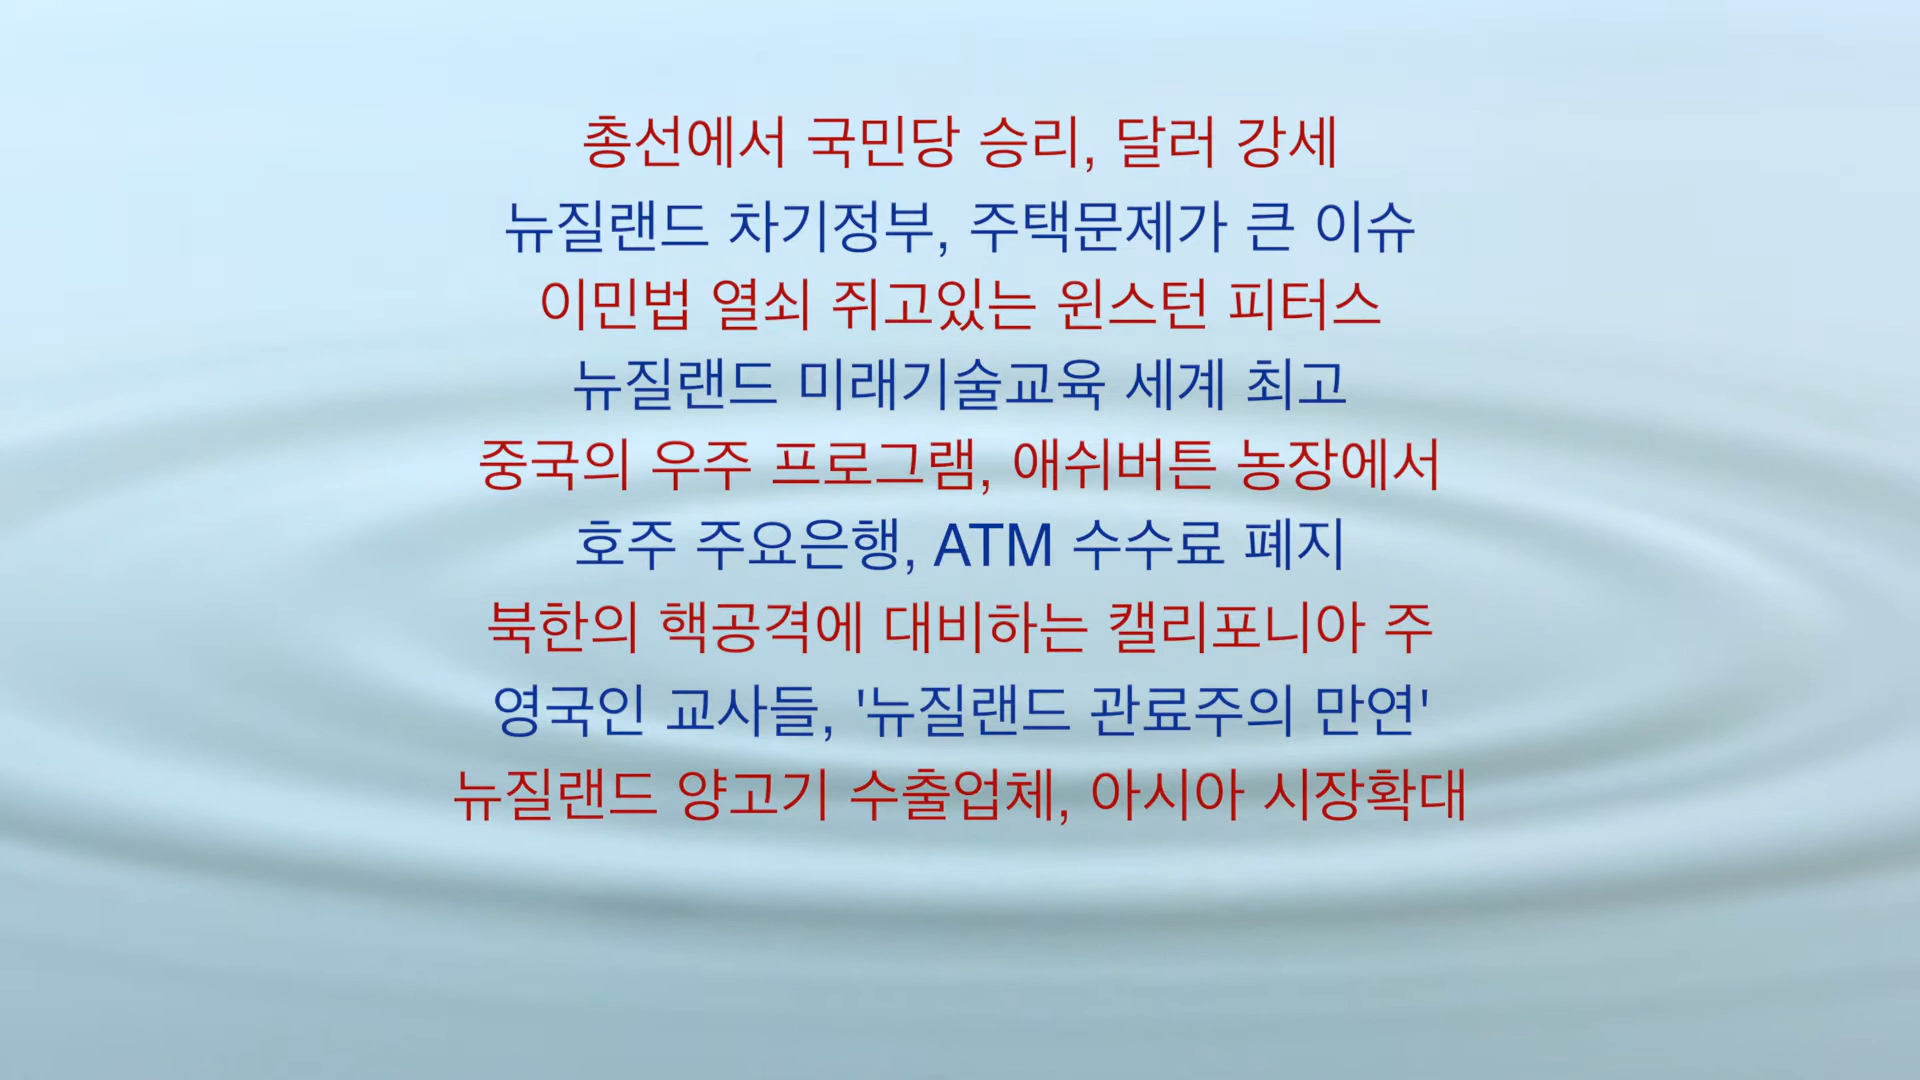 총선에서 국민당 승리, 달러 강세
뉴질랜드 차기정부, 주택문제가 큰 이슈
이민법 열쇠 쥐고있는 윈스턴 피터스
뉴질랜드 미래기술교육 세계 최고
중국의 우주 프로그램, 애쉬버튼 농장에서
호주 주요은행, ATM 수수료 폐지
북한의 핵공격에 대비하는 캘리포니아 주
영국인 교사들, '뉴질랜드 관료주의 만연'
뉴질랜드 양고기 수출업체, 아시아 시장확대